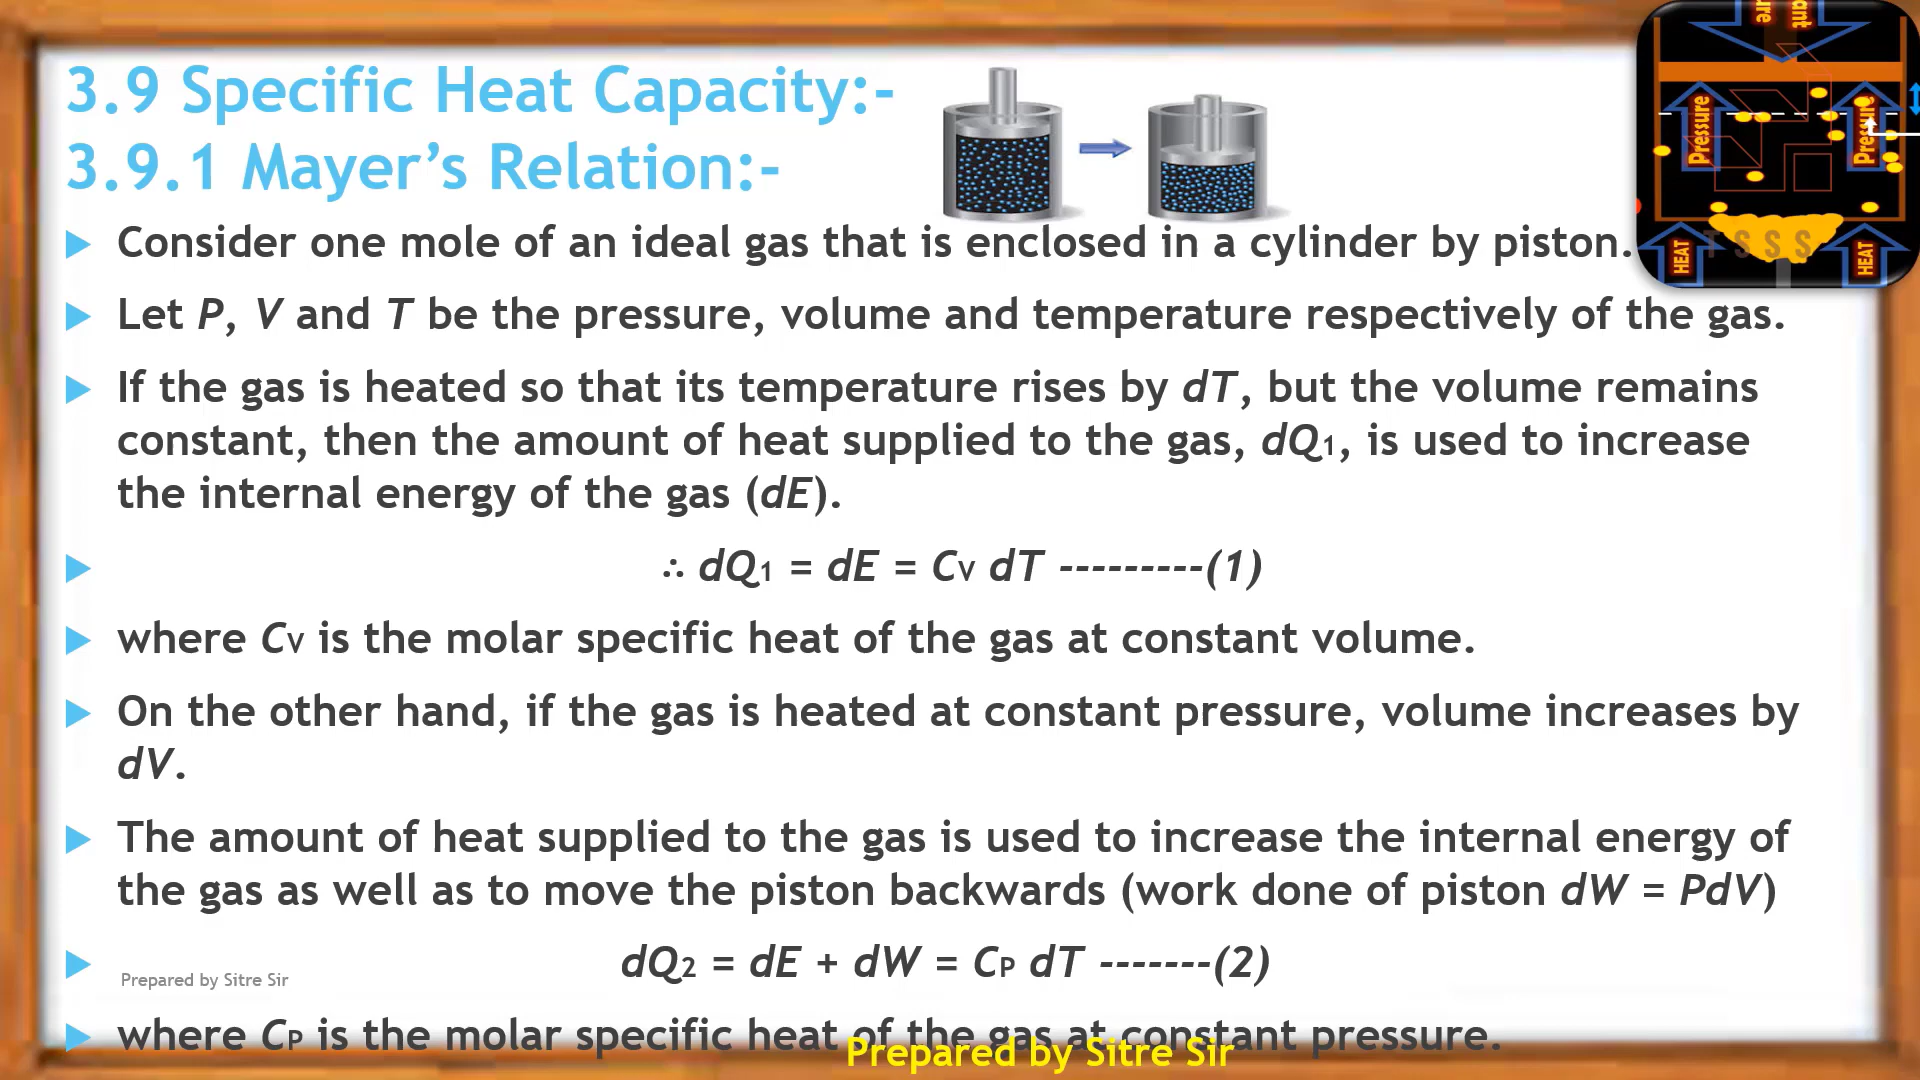 3.9 Specific Heat Capacity:-
3.9.1 Mayer's Relation:-
Consider one mole of an ideal gas that is enclosed in a cylinder by piston.
Let P, V and T be the pressure, volume and temperature respectively of the gas.
If the gas is heated so that its temperature rises by dT, but the volume remains
constant, then the amount of heat supplied to the gas, dQ1, is used to increase
the internal energy of the gas (dE).
∴ dQ1 = dE = CV dT ---------(1)
where CV is the molar specific heat of the gas at constant volume.
On the other hand, if the gas is heated at constant pressure, volume increases by
dV.
The amount of heat supplied to the gas is used to increase the internal energy of
the gas as well as to move the piston backwards (work done of piston dW = PdV)
dQ2 = dE + dW = CP dT -------(2)
Prepared by Sitre Sir
where CP is the molar specific heat of the gas at constant pressure.
Prepared by Sitre Sir
Pressure
Pressure
HEAT
T S S S
HEAT